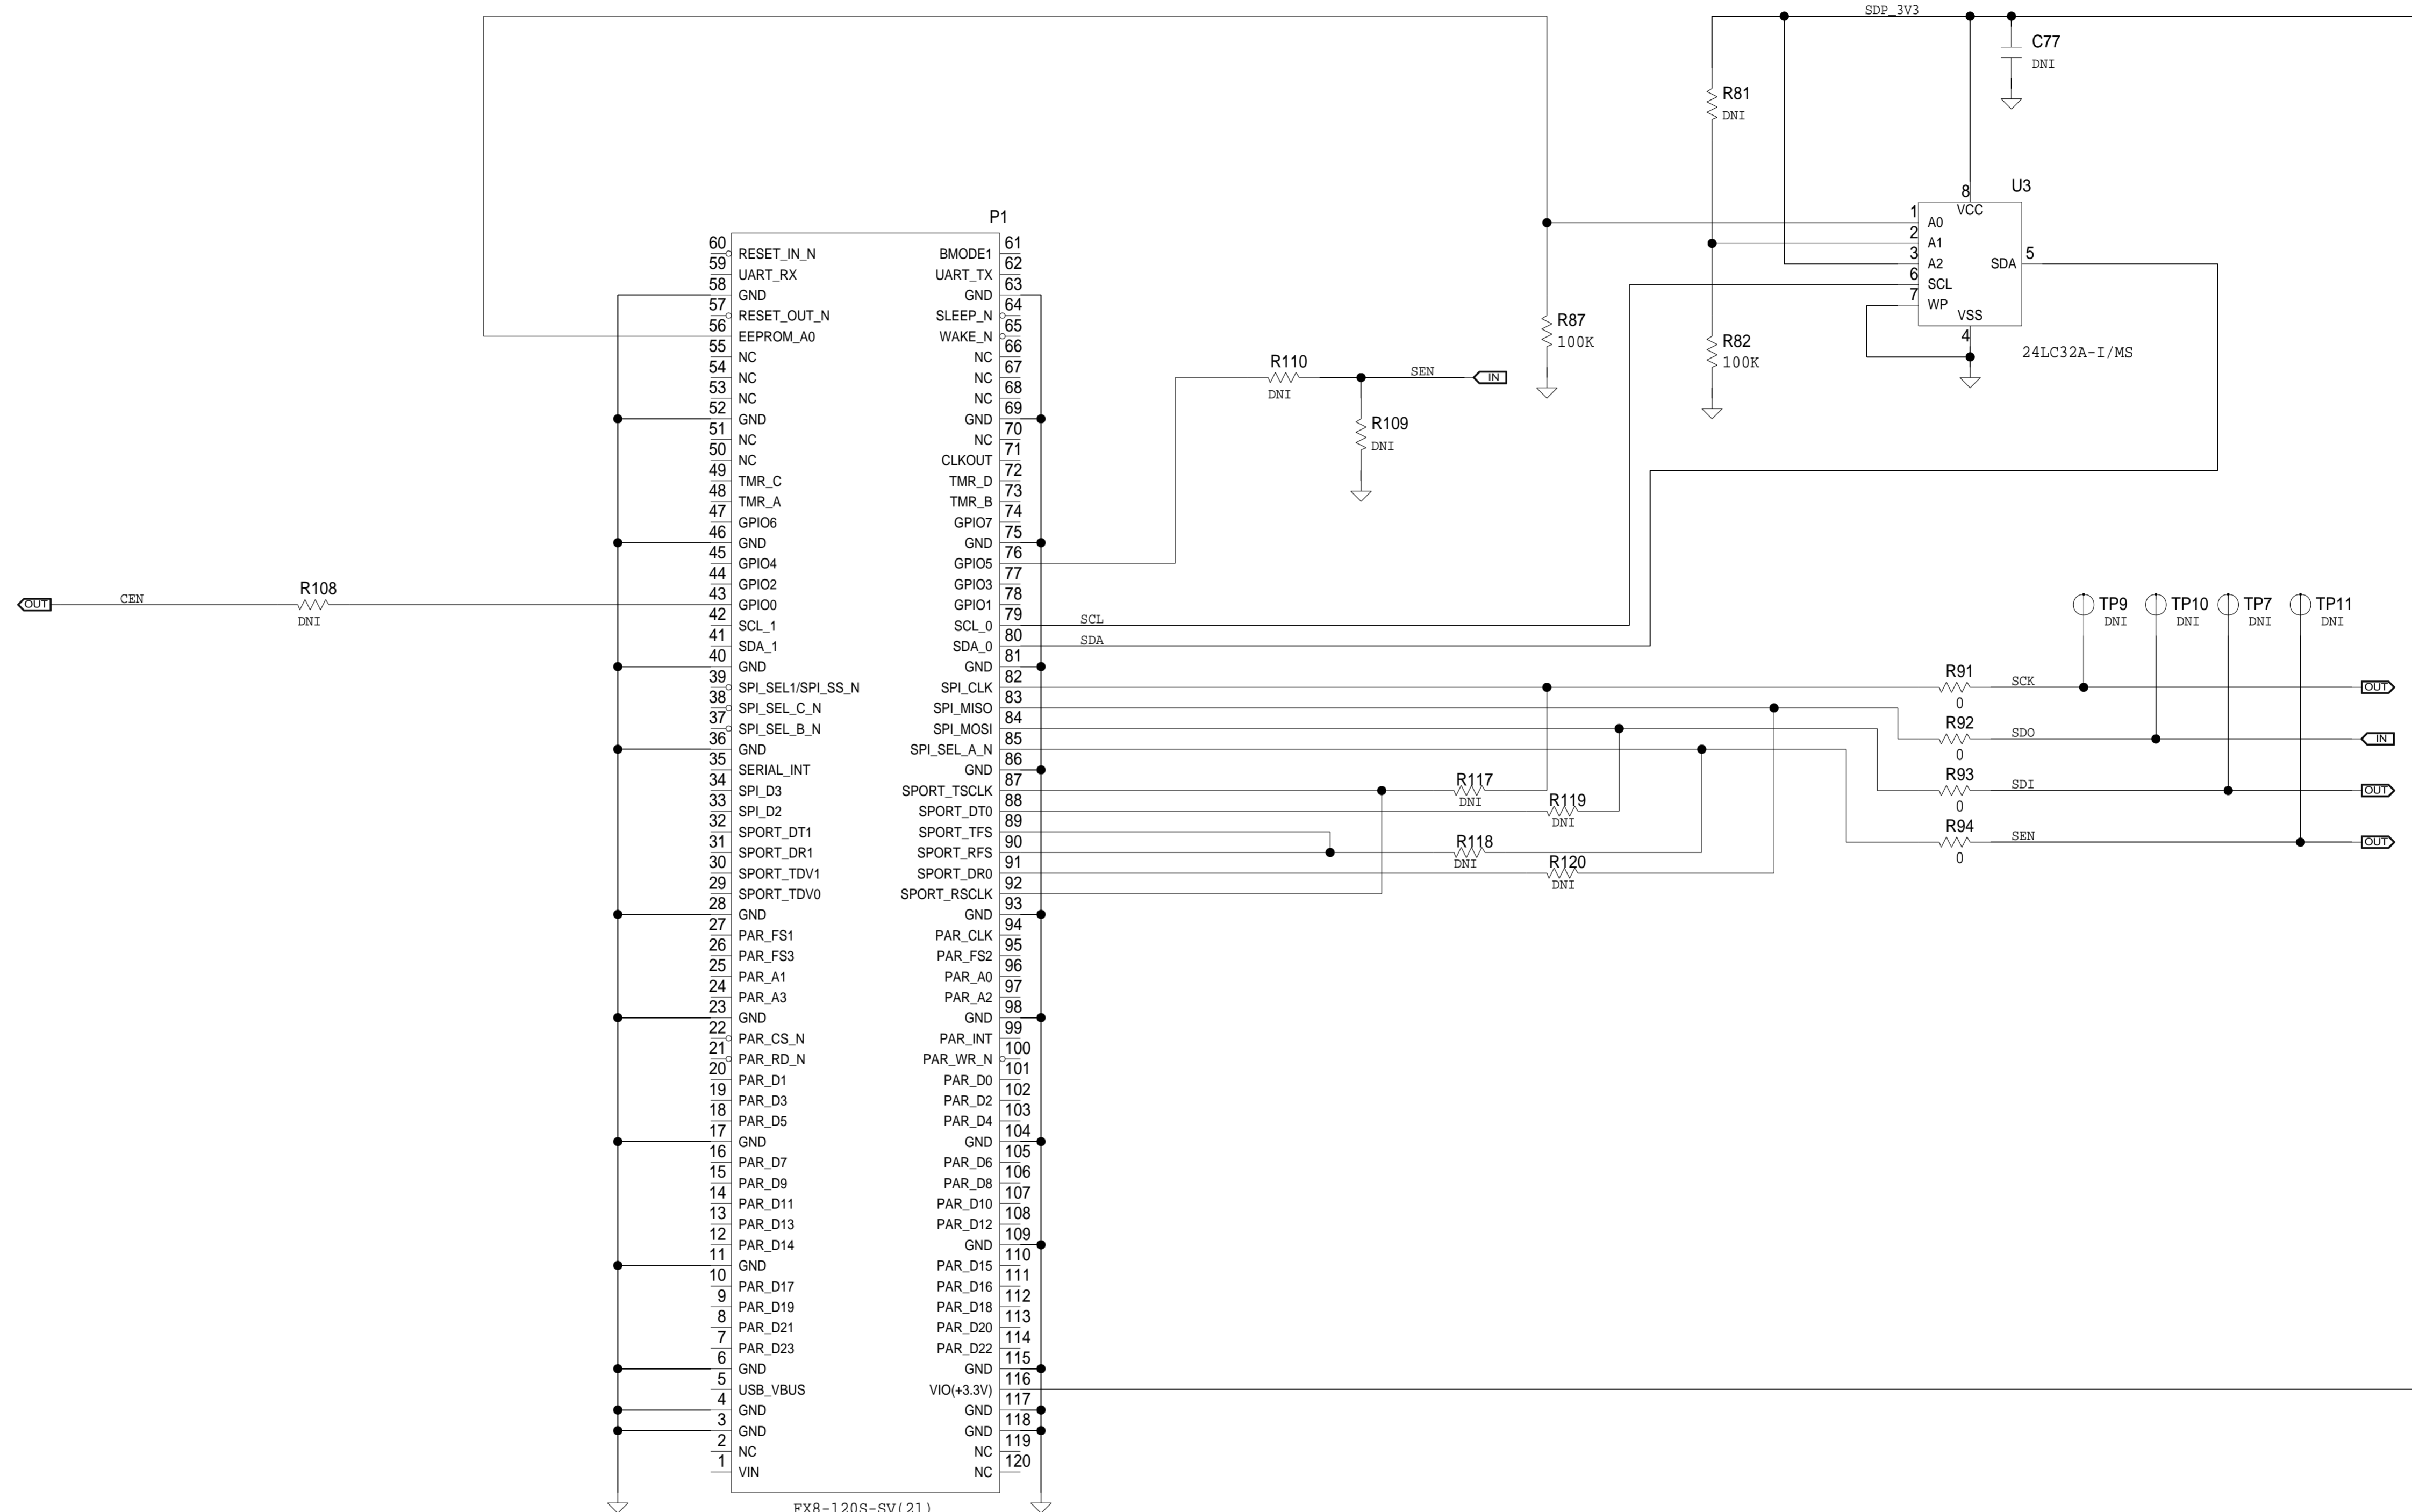 SDP_3V3
C77
DNI
R81
DNI
U3
8
VCC
1 A0
2 A1
3 A2 SDA 5
6 SCL
7 WP
VSS
4
24LC32A-I/MS
R87
100K
R82
100K
R110
DNI
SEN
IN
R109
DNI
P1
60 RESET_IN_N BMODE1 61
59 UART_RX UART_TX 62
58 GND GND 63
57 RESET_OUT_N SLEEP_N 64
56 EEPROM_A0 WAKE_N 65
55 NC NC 66
54 NC NC 67
53 NC NC 68
52 GND GND 69
51 NC NC 70
50 NC CLKOUT 71
49 TMR_C TMR_D 72
48 TMR_A TMR_B 73
47 GPIO6 GPIO7 74
46 GND GND 75
45 GPIO4 GPIO5 76
44 GPIO2 GPIO3 77
43 GPIO0 GPIO1 78
42 SCL_1 SCL_0 79
41 SDA_1 SDA_0 80
40 GND GND 81
39 SPI_SEL1/SPI_SS_N SPI_CLK 82
38 SPI_SEL_C_N SPI_MISO 83
37 SPI_SEL_B_N SPI_MOSI 84
36 GND SPI_SEL_A_N 85
35 SERIAL_INT GND 86
34 SPI_D3 SPORT_TSCLK 87
33 SPI_D2 SPORT_DT0 88
32 SPORT_DT1 SPORT_TFS 89
31 SPORT_DR1 SPORT_RFS 90
30 SPORT_TDV1 SPORT_DR0 91
29 SPORT_TDV0 SPORT_RSCLK 92
28 GND GND 93
27 PAR_FS1 PAR_CLK 94
26 PAR_FS3 PAR_FS2 95
25 PAR_A1 PAR_A0 96
24 PAR_A3 PAR_A2 97
23 GND GND 98
22 PAR_CS_N PAR_INT 99
21 PAR_RD_N PAR_WR_N 100
20 PAR_D1 PAR_D0 101
19 PAR_D3 PAR_D2 102
18 PAR_D5 PAR_D4 103
17 GND GND 104
16 PAR_D7 PAR_D6 105
15 PAR_D9 PAR_D8 106
14 PAR_D11 PAR_D10 107
13 PAR_D13 PAR_D12 108
12 PAR_D14 GND 109
11 GND PAR_D15 110
10 PAR_D17 PAR_D16 111
9 PAR_D19 PAR_D18 112
8 PAR_D21 PAR_D20 113
7 PAR_D23 PAR_D22 114
6 GND GND 115
5 USB_VBUS VIO(+3.3V) 116
4 GND GND 117
3 GND GND 118
2 NC NC 119
1 VIN NC 120
FX8-120S-SV(21)
OUT
CEN
R108
DNI
SCL
SDA
TP9
DNI
TP10
DNI
TP7
DNI
TP11
DNI
R91
0
SCK
OUT
R92
0
SDO
IN
R93
0
SDI
OUT
R94
0
SEN
OUT
R117
DNI
R119
DNI
R118
DNI
R120
DNI